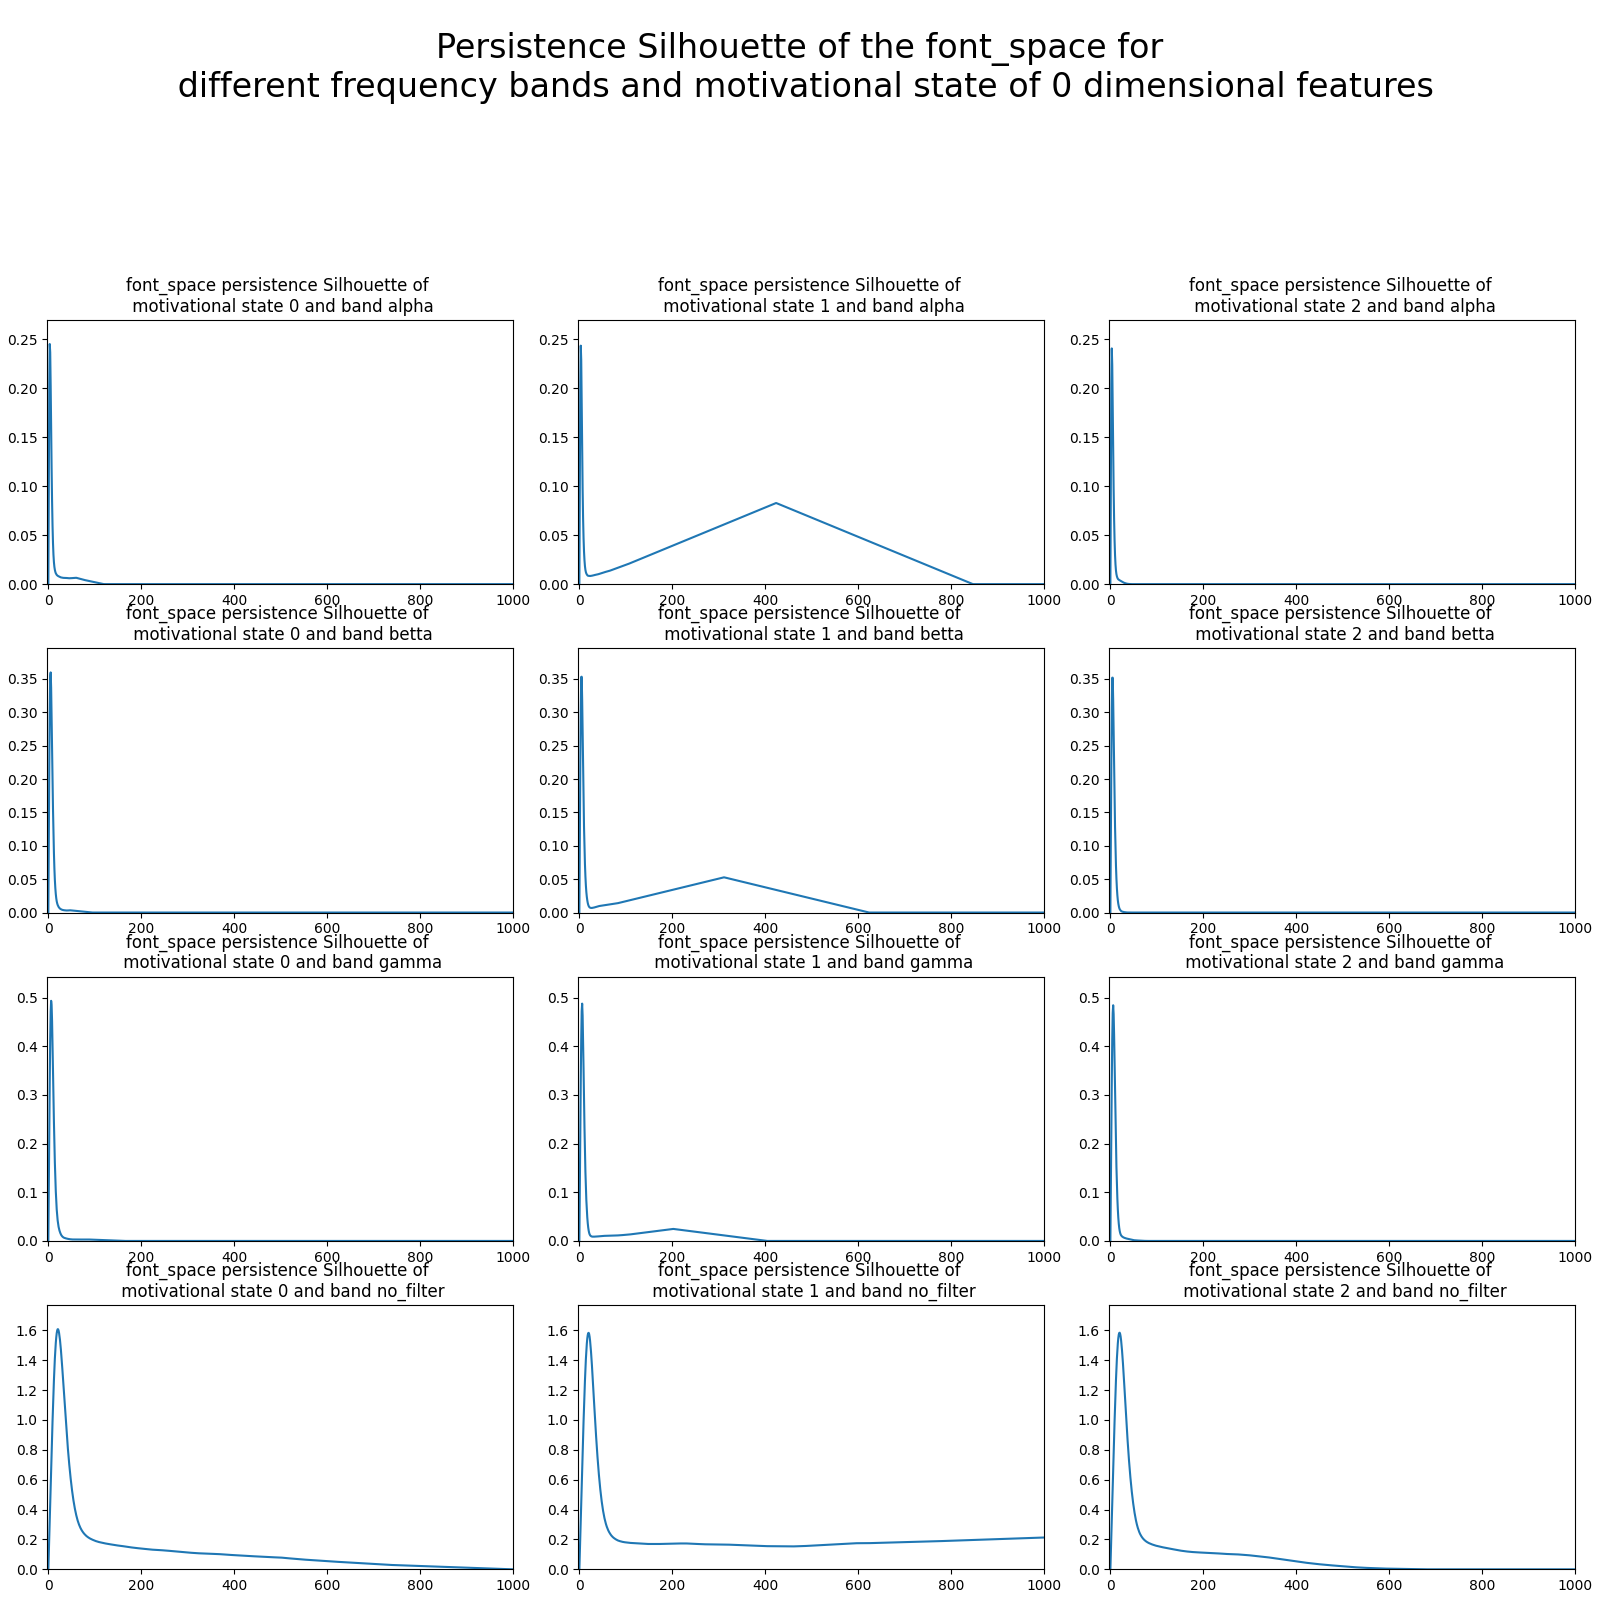 Persistence Silhouette of the font_space for
different frequency bands and motivational state of 0 dimensional features
font_space persistence Silhouette of
motivational state 0 and band alpha
0.25
0.20
0.15
0.10
0.05
0.00
0 200 400 600 800 1000
font_space persistence Silhouette of
motivational state 1 and band alpha
0.25
0.20
0.15
0.10
0.05
0.00
0 200 400 600 800 1000
font_space persistence Silhouette of
motivational state 2 and band alpha
0.25
0.20
0.15
0.10
0.05
0.00
0 200 400 600 800 1000
font_space persistence Silhouette of
motivational state 0 and band betta
0.35
0.30
0.25
0.20
0.15
0.10
0.05
0.00
0 200 400 600 800 1000
font_space persistence Silhouette of
motivational state 1 and band betta
0.35
0.30
0.25
0.20
0.15
0.10
0.05
0.00
0 200 400 600 800 1000
font_space persistence Silhouette of
motivational state 2 and band betta
0.35
0.30
0.25
0.20
0.15
0.10
0.05
0.00
0 200 400 600 800 1000
font_space persistence Silhouette of
motivational state 0 and band gamma
0.5
0.4
0.3
0.2
0.1
0.0
0 200 400 600 800 1000
font_space persistence Silhouette of
motivational state 1 and band gamma
0.5
0.4
0.3
0.2
0.1
0.0
0 200 400 600 800 1000
font_space persistence Silhouette of
motivational state 2 and band gamma
0.5
0.4
0.3
0.2
0.1
0.0
0 200 400 600 800 1000
font_space persistence Silhouette of
motivational state 0 and band no_filter
1.6
1.4
1.2
1.0
0.8
0.6
0.4
0.2
0.0
0 200 400 600 800 1000
font_space persistence Silhouette of
motivational state 1 and band no_filter
1.6
1.4
1.2
1.0
0.8
0.6
0.4
0.2
0.0
0 200 400 600 800 1000
font_space persistence Silhouette of
motivational state 2 and band no_filter
1.6
1.4
1.2
1.0
0.8
0.6
0.4
0.2
0.0
0 200 400 600 800 1000